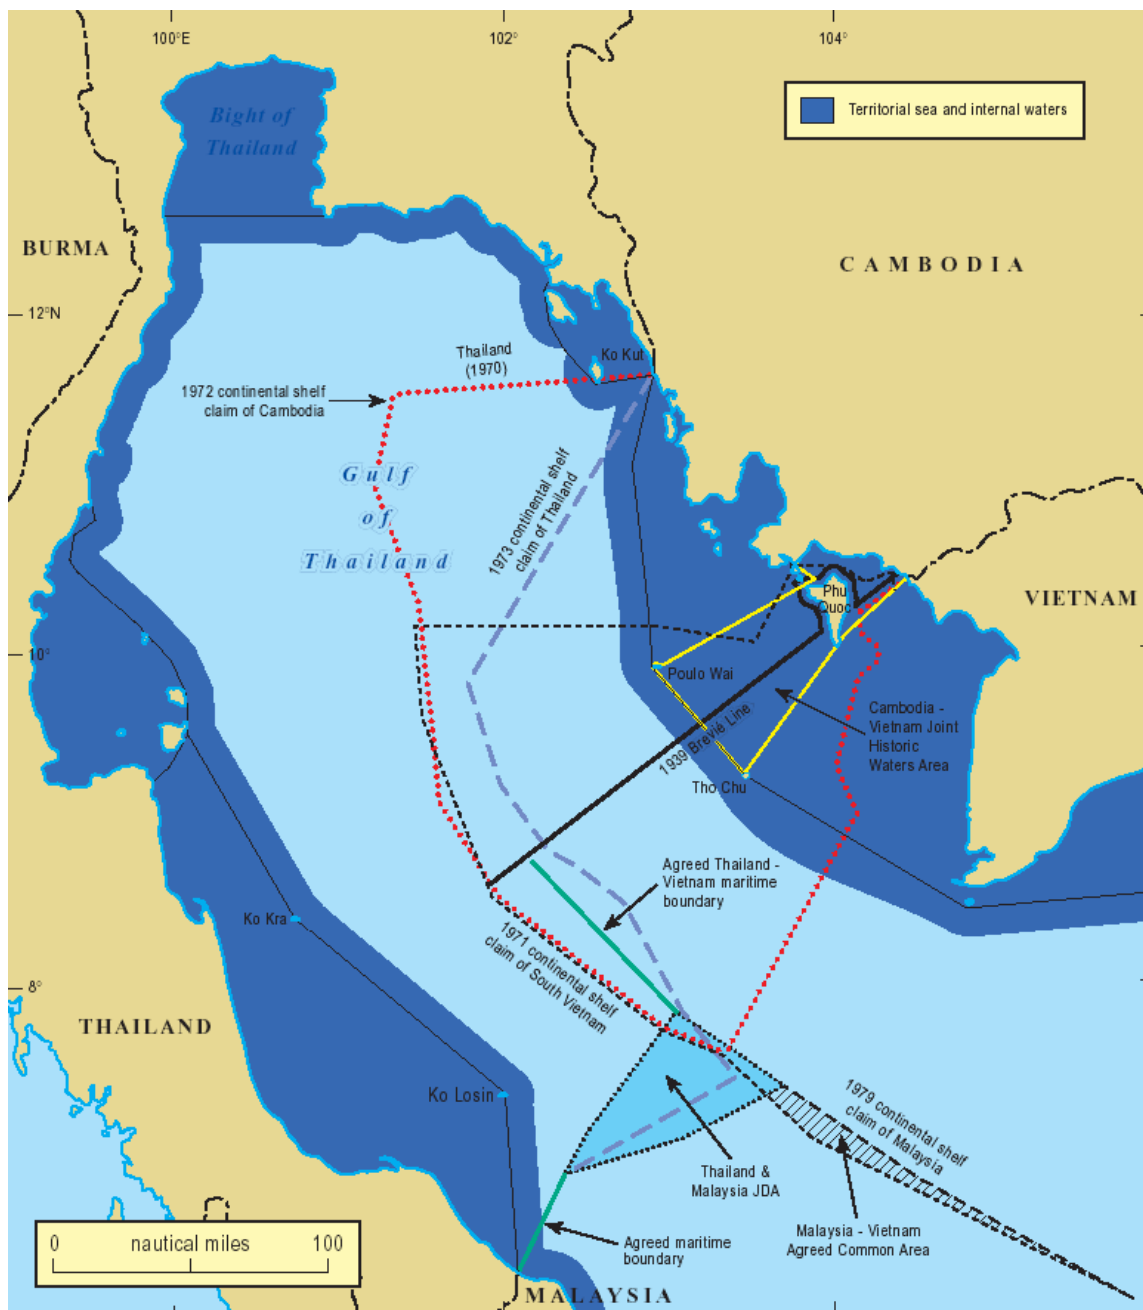 100°E
102°
104°
Bight of
Thailand
Territorial sea and internal waters
BURMA
CAMBODIA
12°N
Thailand
(1970)
Ko Kut
1972 continental shelf
claim of Cambodia
Gulf
of
Thailand
1973 continental shelf
claim of Thailand
Phu
Quoc
VIETNAM
10°
Poulo Wai
1939 Brevié Line
Cambodia -
Vietnam Joint
Historic
Waters Area
Tho Chu
Agreed Thailand -
Vietnam maritime
boundary
Ko Kra
1971 continental shelf
claim of South Vietnam
8°
THAILAND
Ko Losin
1979 continental shelf
claim of Malaysia
Thailand &
Malaysia JDA
Malaysia - Vietnam
Agreed Common Area
Agreed maritime
boundary
0 nautical miles 100
MALAYSIA